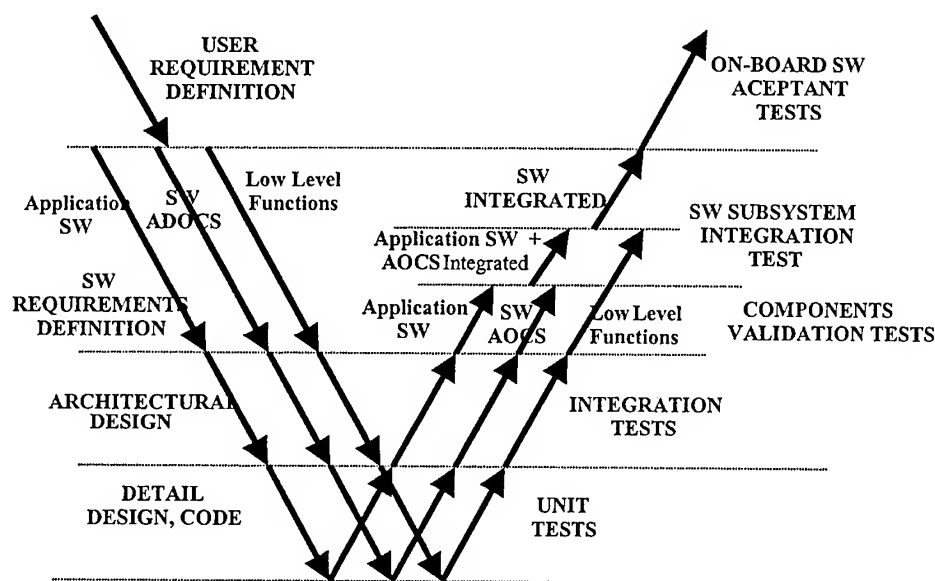 USER
REQUIREMENT
DEFINITION
ON-BOARD SW
ACEPTANT
TESTS
Application
SW
SW
ADOCS
Low Level
Functions
SW
INTEGRATED
SW SUBSYSTEM
INTEGRATION
TEST
Application SW +
AOCS Integrated
SW
REQUIREMENTS
DEFINITION
Application
SW
SW
AOCS
Low Level
Functions
COMPONENTS
VALIDATION TESTS
ARCHITECTURAL
DESIGN
INTEGRATION
TESTS
DETAIL
DESIGN, CODE
UNIT
TESTS